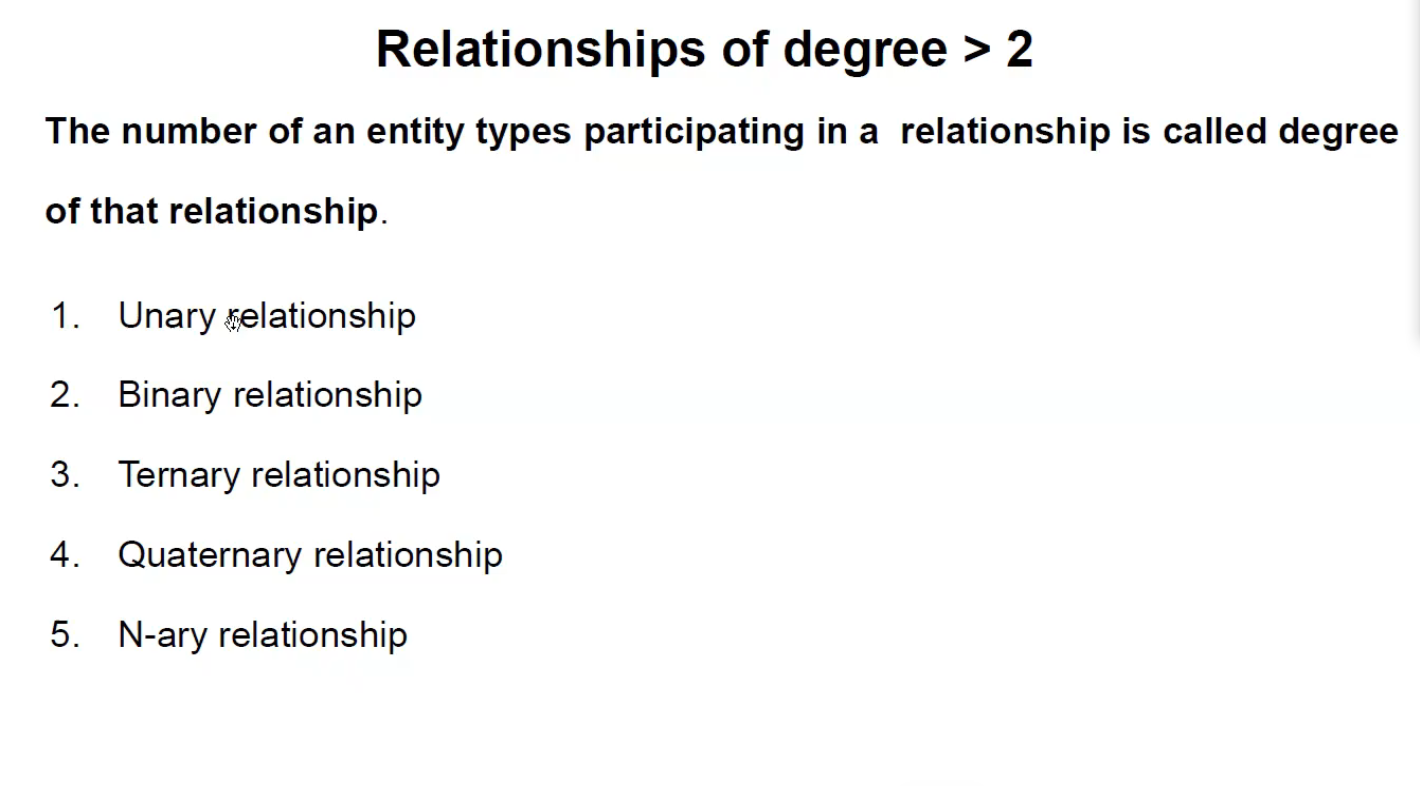 Relationships of degree > 2
The number of an entity types participating in a relationship is called degree
of that relationship.
1. Unary relationship
2. Binary relationship
3. Ternary relationship
4. Quaternary relationship
5. N-ary relationship